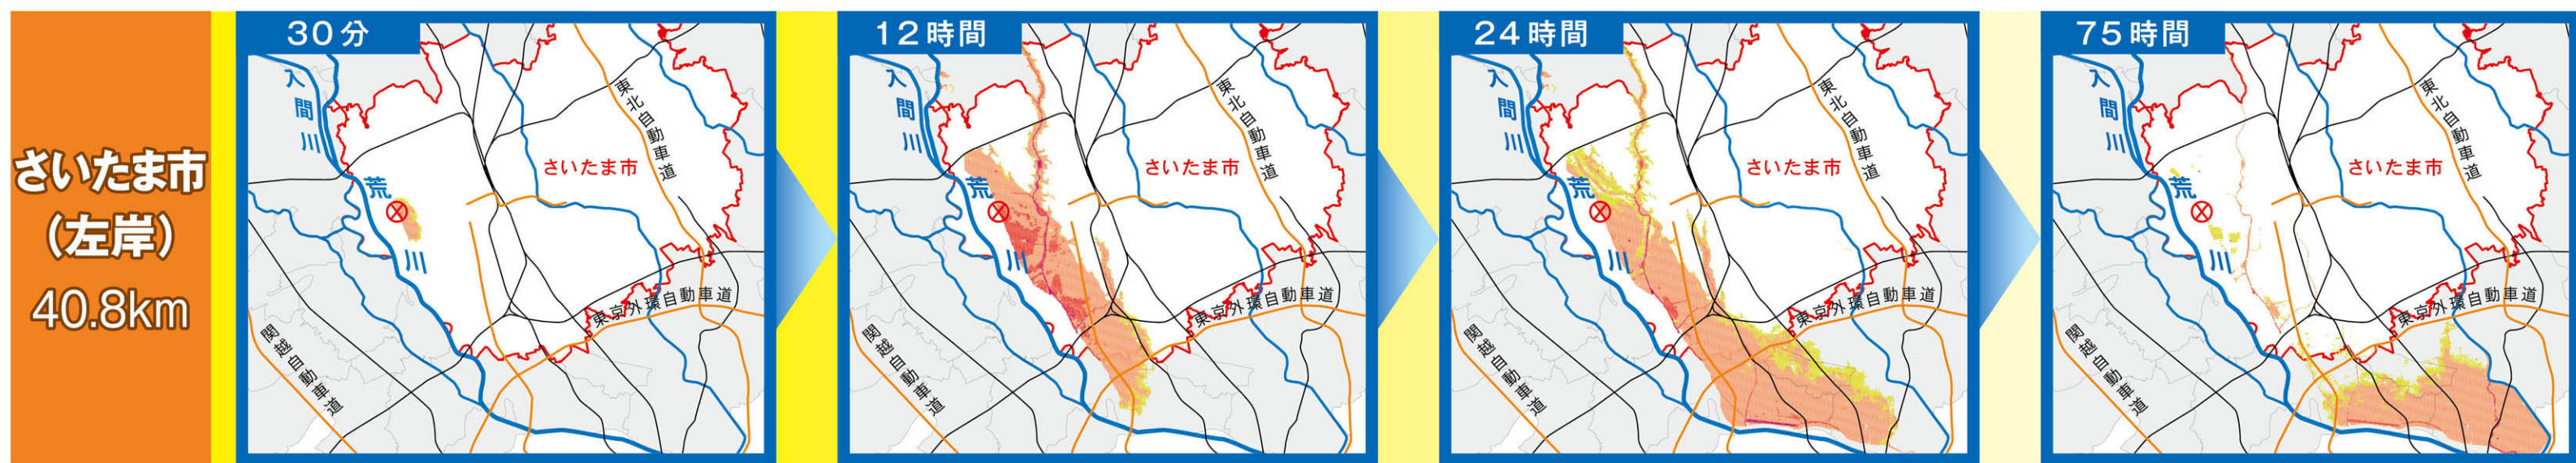 さいたま市
（左岸）
40.8km
30分
入間川
荒川
さいたま市
東北自動車道
東京外環自動車道
関越自動車道
12時間
入間川
荒川
さいたま市
東北自動車道
東京外環自動車道
関越自動車道
24時間
入間川
荒川
さいたま市
東北自動車道
東京外環自動車道
関越自動車道
75時間
入間川
荒川
さいたま市
東北自動車道
東京外環自動車道
関越自動車道